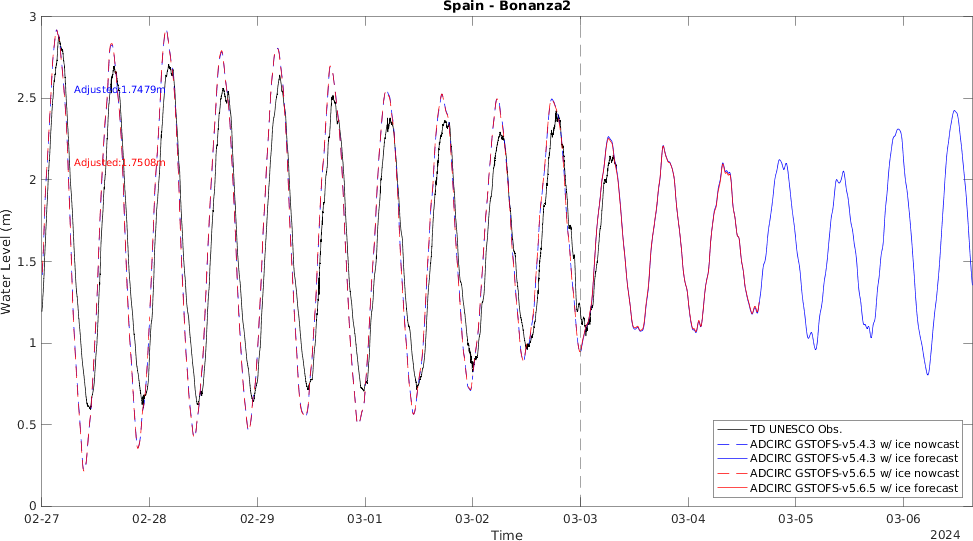 Spain - Bonanza2
3
2.5
2
1.5
1
0.5
0
Water Level (m)
Adjusted:1.7479m
Adjusted:1.7508m
TD UNESCO Obs.
ADCIRC GSTOFS-v5.4.3 w/ ice nowcast
ADCIRC GSTOFS-v5.4.3 w/ ice forecast
ADCIRC GSTOFS-v5.6.5 w/ ice nowcast
ADCIRC GSTOFS-v5.6.5 w/ ice forecast
02-27 02-28 02-29 03-01 03-02 03-03 03-04 03-05 03-06
Time
2024